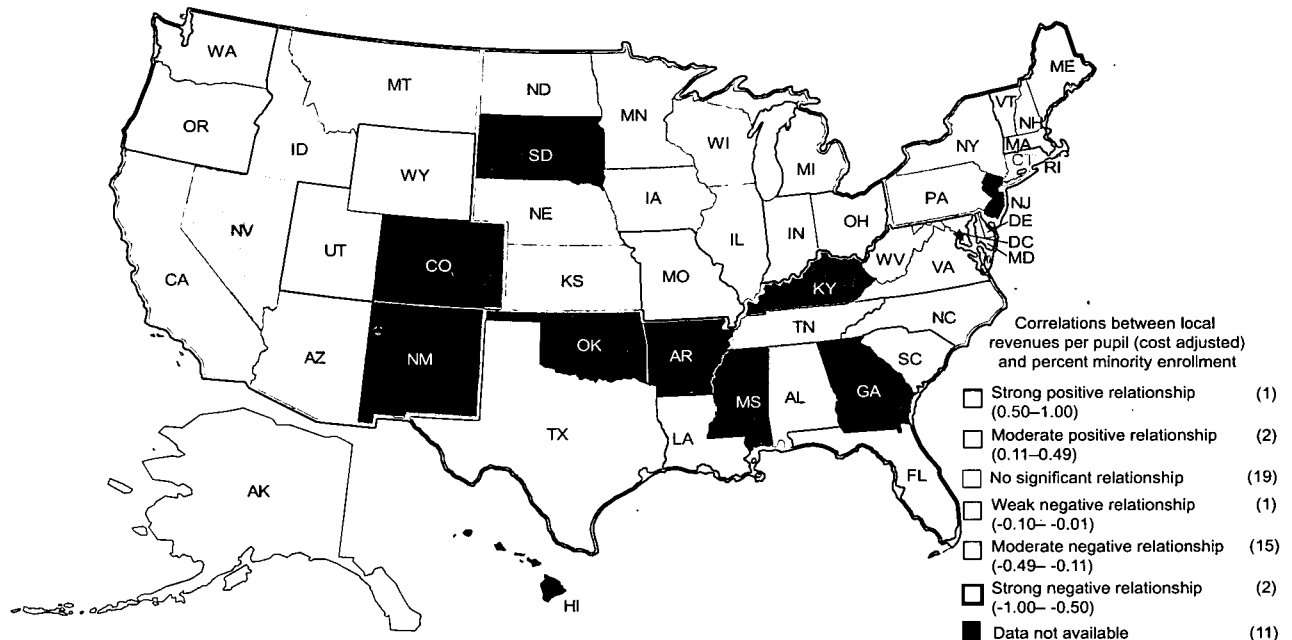 WA
MT
ND
MN
ME
VT
NH
OR
ID
SD
WI
NY
MA
CT
RI
WY
MI
IA
PA
NJ
NE
NV
UT
CO
IL
IN
OH
DE
DC
MD
WV
VA
CA
KS
MO
KY
NC
TN
AZ
NM
OK
AR
SC
MS
AL
GA
TX
LA
FL
AK
HI
Correlations between local
revenues per pupil (cost adjusted)
and percent minority enrollment
Strong positive relationship (1)
(0.50–1.00)
Moderate positive relationship (2)
(0.11–0.49)
No significant relationship (19)
Weak negative relationship (1)
(-0.10– -0.01)
Moderate negative relationship (15)
(-0.49– -0.11)
Strong negative relationship (2)
(-1.00– -0.50)
Data not available (11)